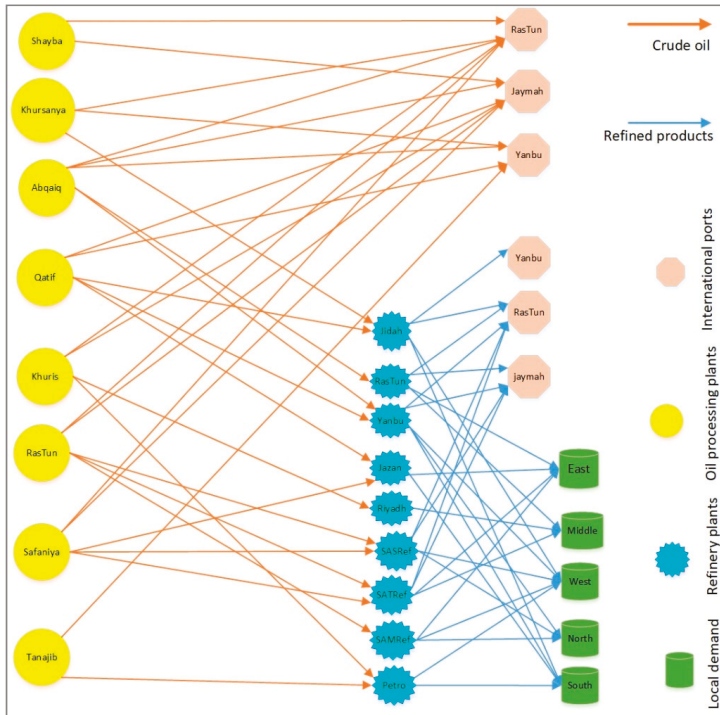 Shayba
Khursanya
Abqaiq
Qatif
Khuris
RasTun
Safaniya
Tanajib
Jidah
RasTun
Yanbu
Jazan
Riyadh
SASRef
SATRef
SAMRef
Petro
RasTun
Jaymah
Yanbu
Yanbu
RasTun
jaymah
East
Middle
West
North
South
Crude oil
Refined products
International ports
Oil processing plants
Refinery plants
Local demand